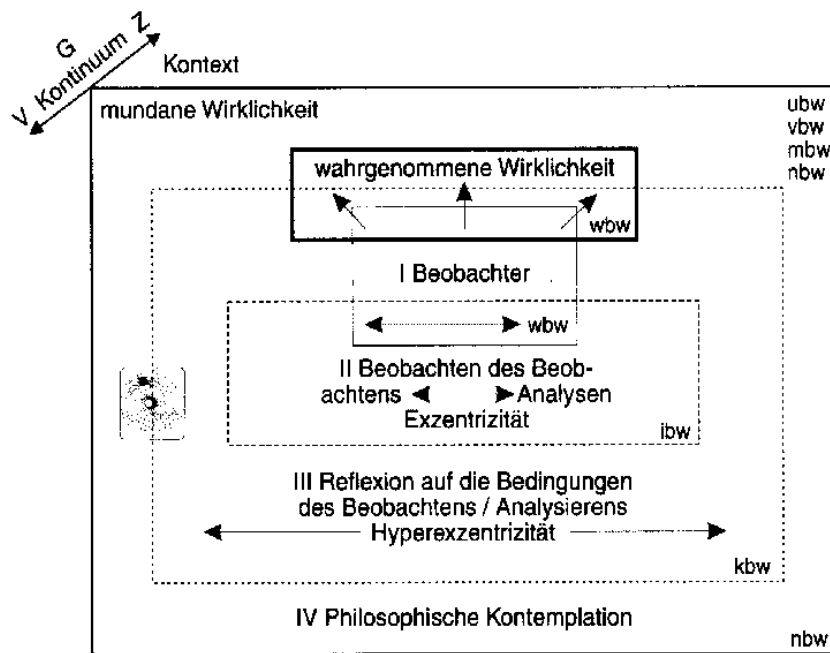 V Kontinuum Z
G
Kontext
mundane Wirklichkeit
ubw
vbw
mbw
nbw
wahrgenommene Wirklichkeit
wbw
I Beobachter
wbw
II Beobachten des Beob-
achtens Analysen
Exzentrizität
ibw
III Reflexion auf die Bedingungen
des Beobachtens / Analysierens
Hyperexzentrizität
kbw
IV Philosophische Kontemplation
nbw